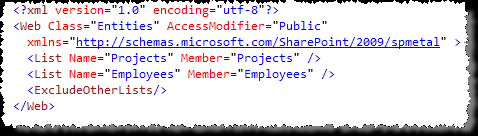 <?xml version="1.0" encoding="utf-8"?>
<Web Class="Entities" AccessModifier="Public"
xmlns="http://schemas.microsoft.com/SharePoint/2009/spmetal" >
<List Name="Projects" Member="Projects" />
<List Name="Employees" Member="Employees" />
<ExcludeOtherLists/>
</Web>